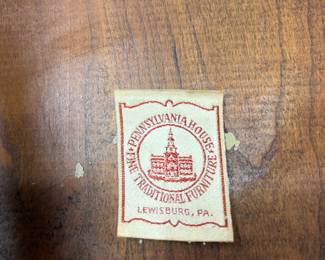 PENNSYLVANIA HOUSE
FINE TRADITIONAL FURNITURE
LEWISBURG, PA.